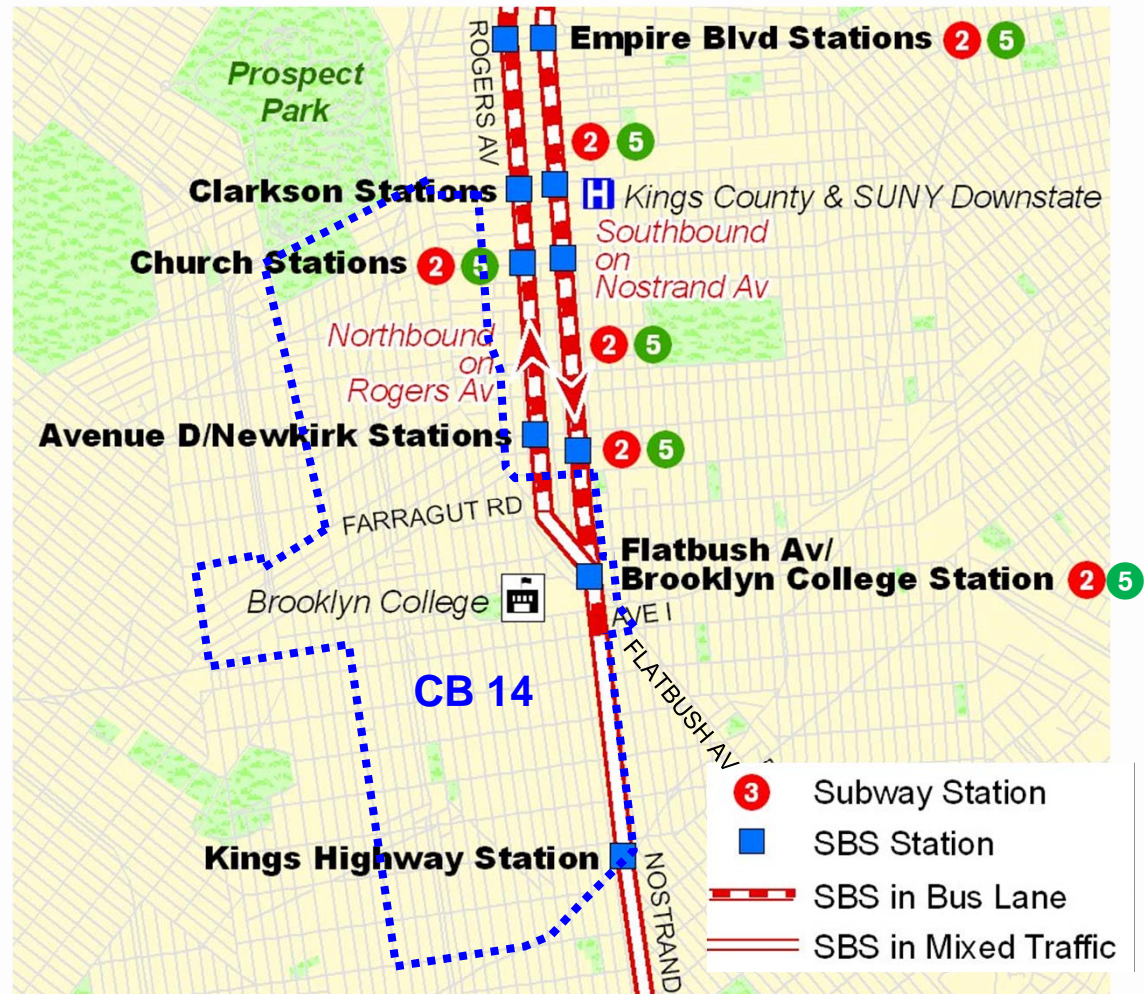 ROGERS AV
Empire Blvd Stations 2 5
Prospect
Park
2 5
Clarkson Stations
H Kings County & SUNY Downstate
Southbound
on
Nostrand Av
Church Stations 2 5
Northbound
on
Rogers Av
2 5
Avenue D/Newkirk Stations
2 5
FARRAGUT RD
Flatbush Av/
Brooklyn College Station 2 5
Brooklyn College
AVE I
FLATBUSH AV
CB 14
Kings Highway Station
NOSTRAND
3 Subway Station
SBS Station
SBS in Bus Lane
SBS in Mixed Traffic